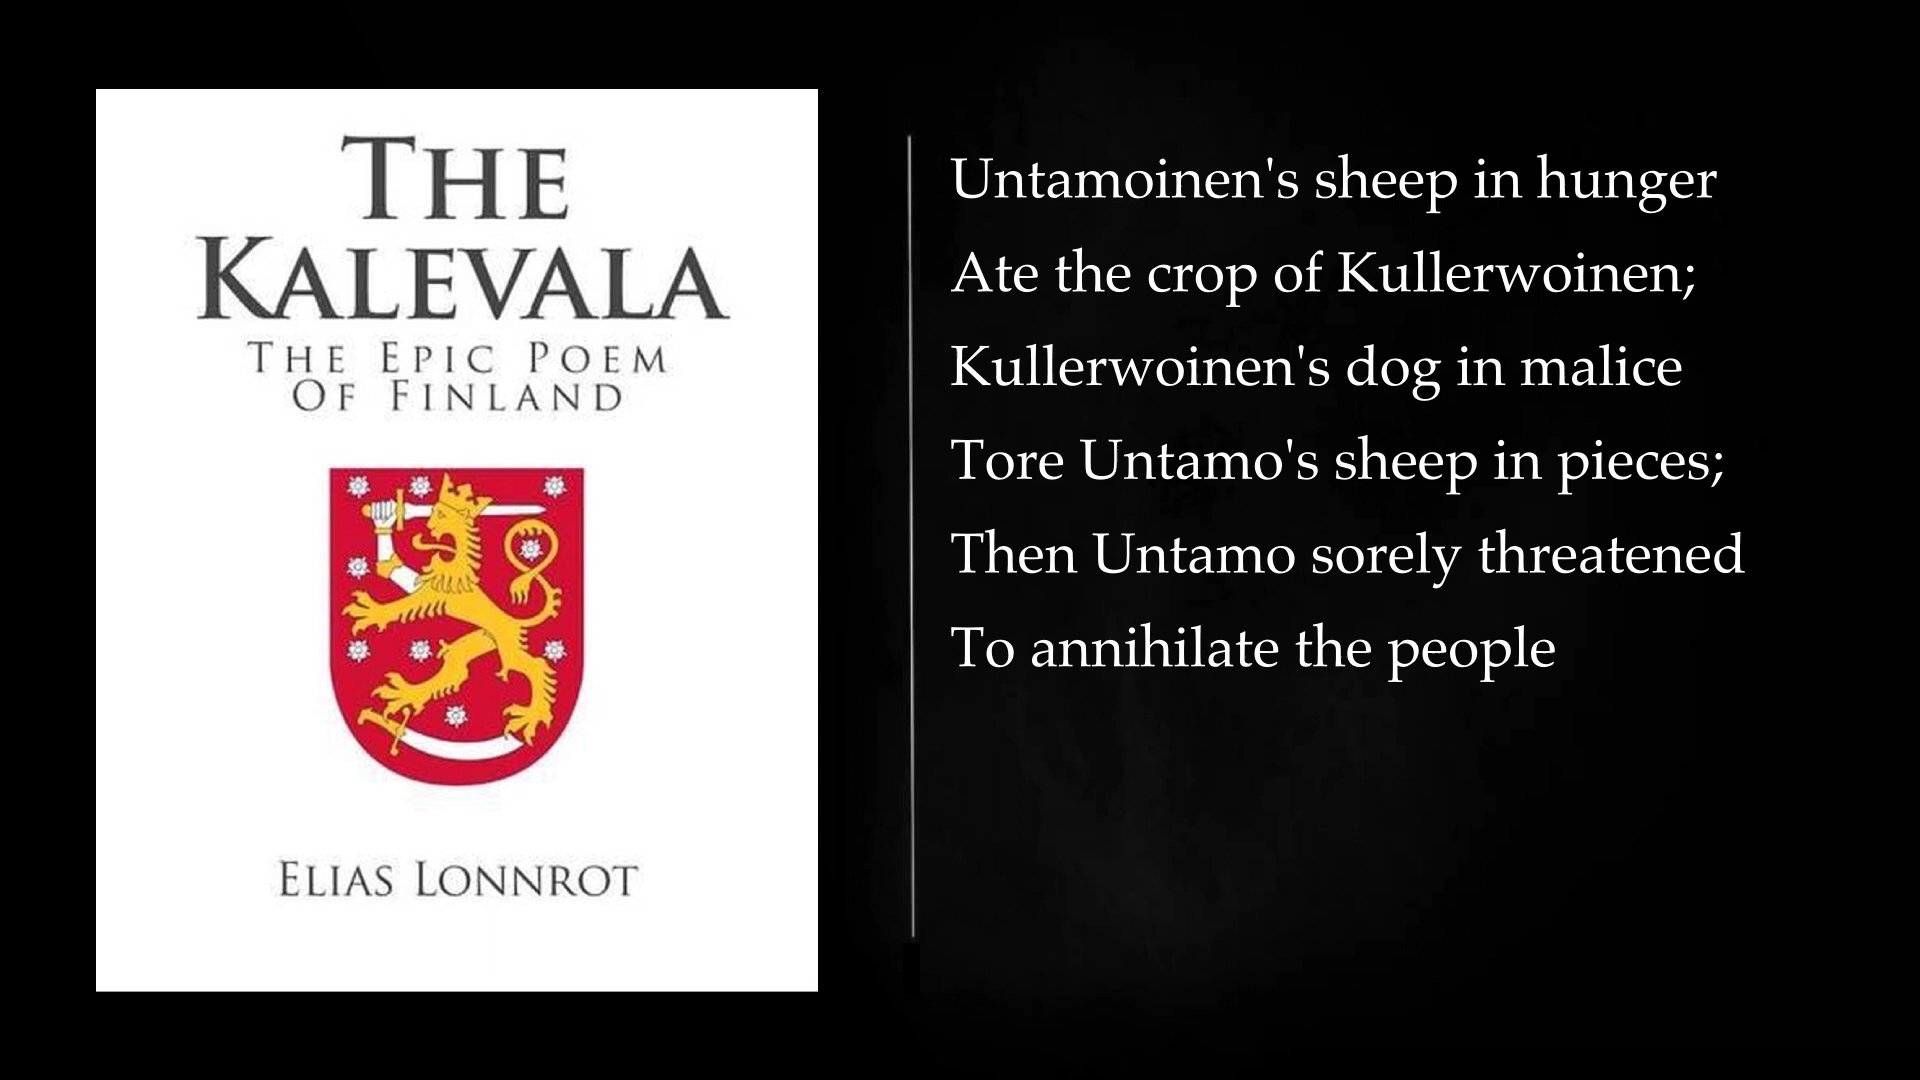 THE
KALEVALA
THE EPIC POEM
OF FINLAND
ELIAS LONNROT
Untamoinen's sheep in hunger
Ate the crop of Kullerwoinen;
Kullerwoinen's dog in malice
Tore Untamo's sheep in pieces;
Then Untamo sorely threatened
To annihilate the people